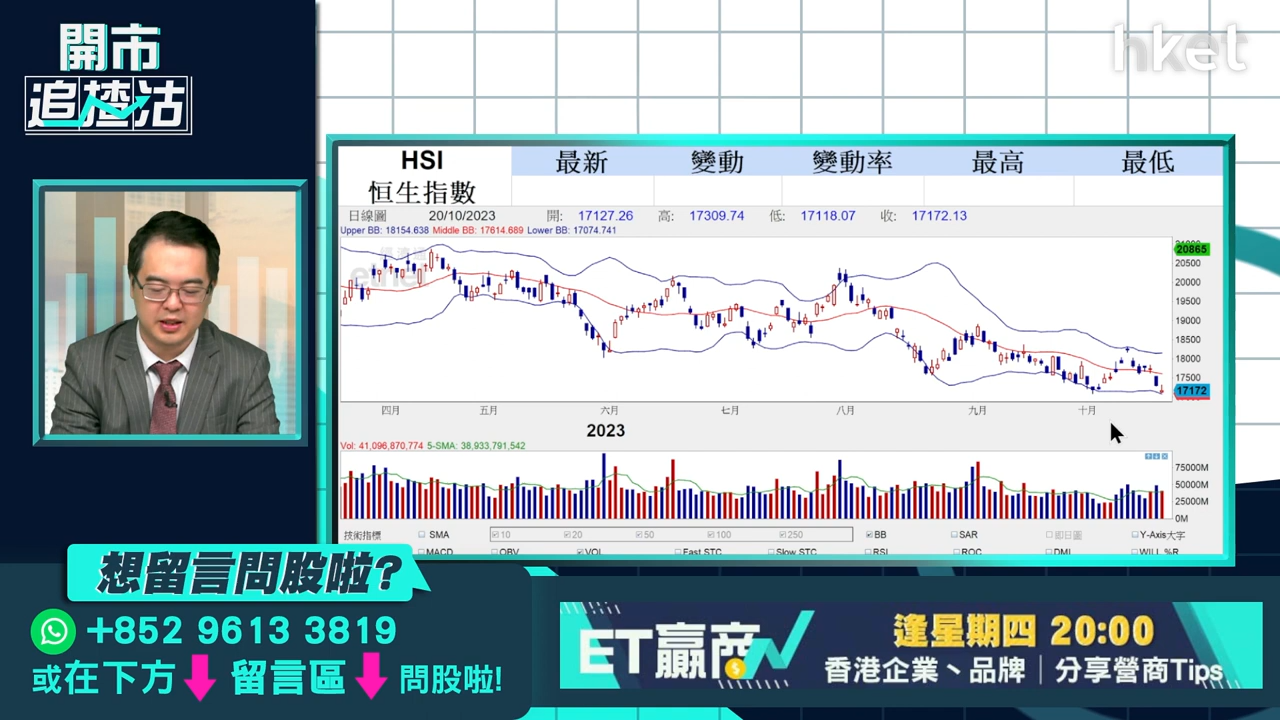 開市
追揸沽
hket
HSI
恒生指數
最新 變動 變動率 最高 最低
日線圖 20/10/2023 開: 17127.26 高: 17309.74 低: 17118.07 收: 17172.13
Upper BB: 18154.638 Middle BB: 17614.689 Lower BB: 17074.741
20865
20500
20000
19500
19000
18500
18000
17500
17172
四月 五月 六月 七月 八月 九月 十月
2023
Vol: 41,096,870,774 5-SMA: 38,933,791,542
75000M
50000M
25000M
0M
技術指標 SMA 10 20 50 100 250 BB SAR 即日圖 Y-Axis大字
MACD OBV VOL Fast STC Slow STC RSI ROC DMI WILL %R
想留言問股啦?
+852 9613 3819
或在下方 留言區 問股啦!
ET贏商
逢星期四 20:00
香港企業、品牌｜分享營商Tips